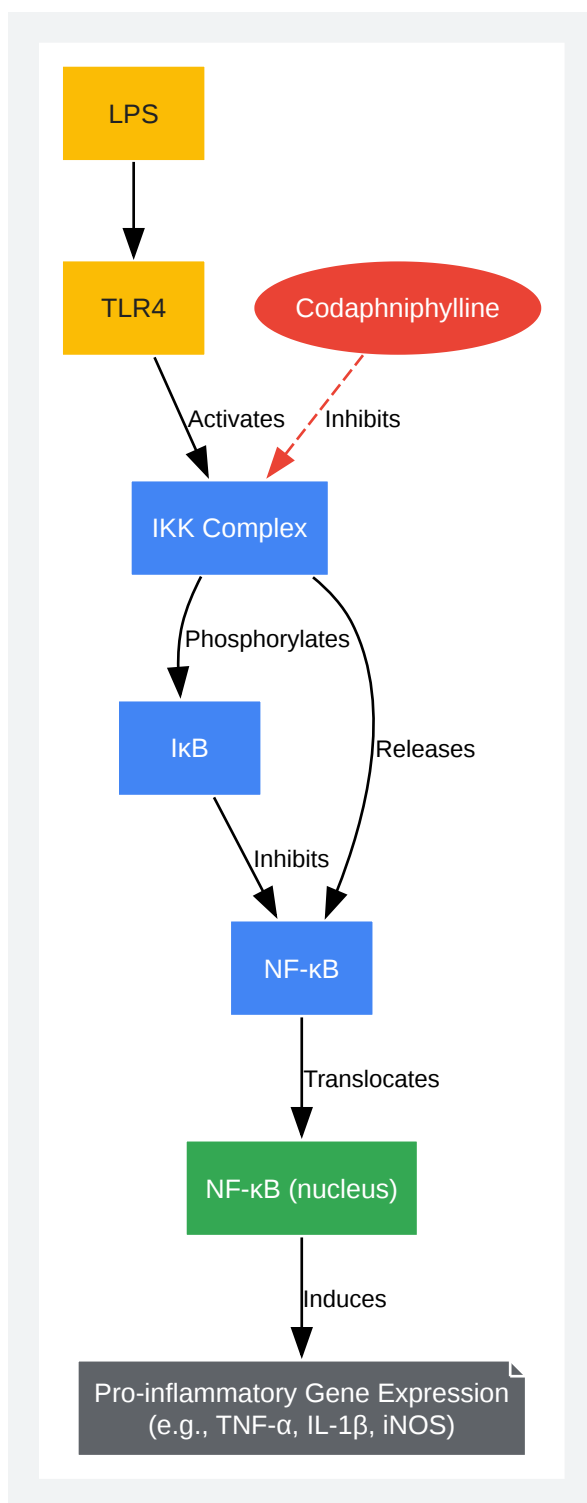 LPS
TLR4
Codaphniphylline
Activates
Inhibits
IKK Complex
Phosphorylates
IκB
Releases
Inhibits
NF-κB
Translocates
NF-κB (nucleus)
Induces
Pro-inflammatory Gene Expression
(e.g., TNF-α, IL-1β, iNOS)